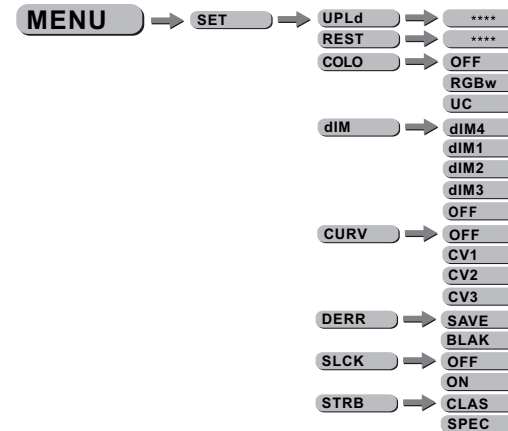 MENU SET UPLd ****
REST ****
COLO OFF
RGBw
UC
dIM dIM4
dIM1
dIM2
dIM3
OFF
CURV OFF
CV1
CV2
CV3
DERR SAVE
BLAK
SLCK OFF
ON
STRB CLAS
SPEC